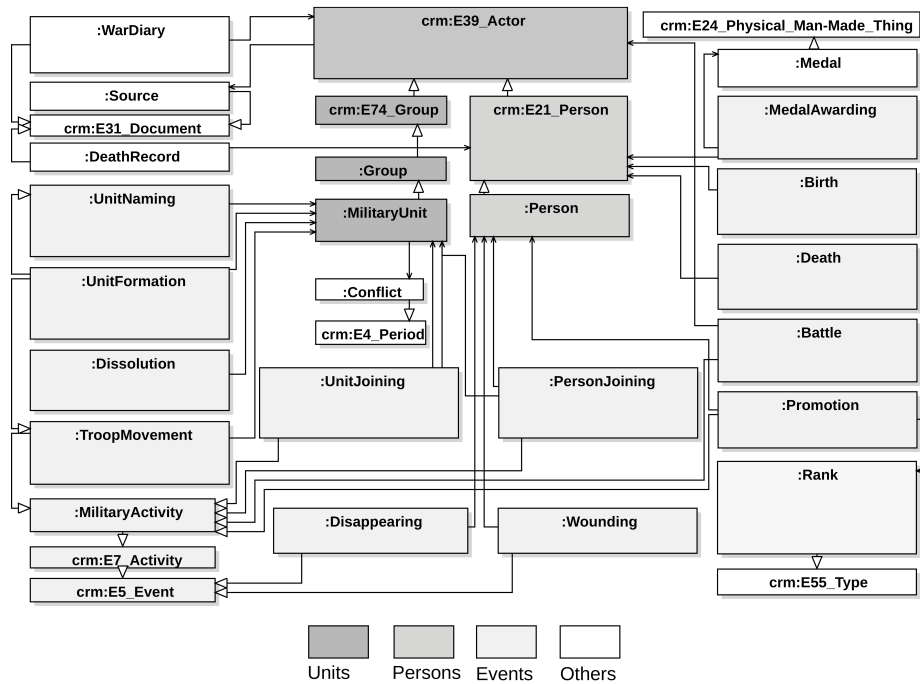 :WarDiary
crm:E39_Actor
crm:E24_Physical_Man-Made_Thing
:Medal
:Source
crm:E74_Group
crm:E21_Person
:MedalAwarding
crm:E31_Document
:DeathRecord
:Group
:Birth
:UnitNaming
:MilitaryUnit
:Person
:Death
:UnitFormation
:Conflict
crm:E4_Period
:Battle
:Dissolution
:UnitJoining
:PersonJoining
:Promotion
:TroopMovement
:Rank
:MilitaryActivity
:Disappearing
:Wounding
crm:E7_Activity
crm:E5_Event
crm:E55_Type
Units
Persons
Events
Others